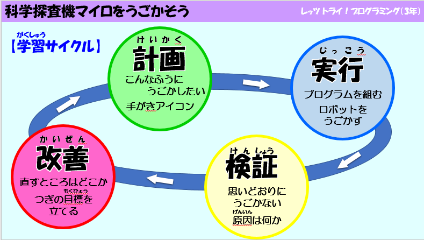 科学探査機マイロをうごかそう
レッツ トライ！プログラミング(3年)
がくしゅう
【学習サイクル】
けいかく
計画
こんなふうに
うごかしたい
手がきアイコン
じっこう
実行
プログラムを組む
ロボットを
うごかす
けんしょう
検証
思いどおりに
うごかない
げんいん
原因は何か
かいぜん
改善
直すところはどこか
もくひょう
つぎの目標を
立てる